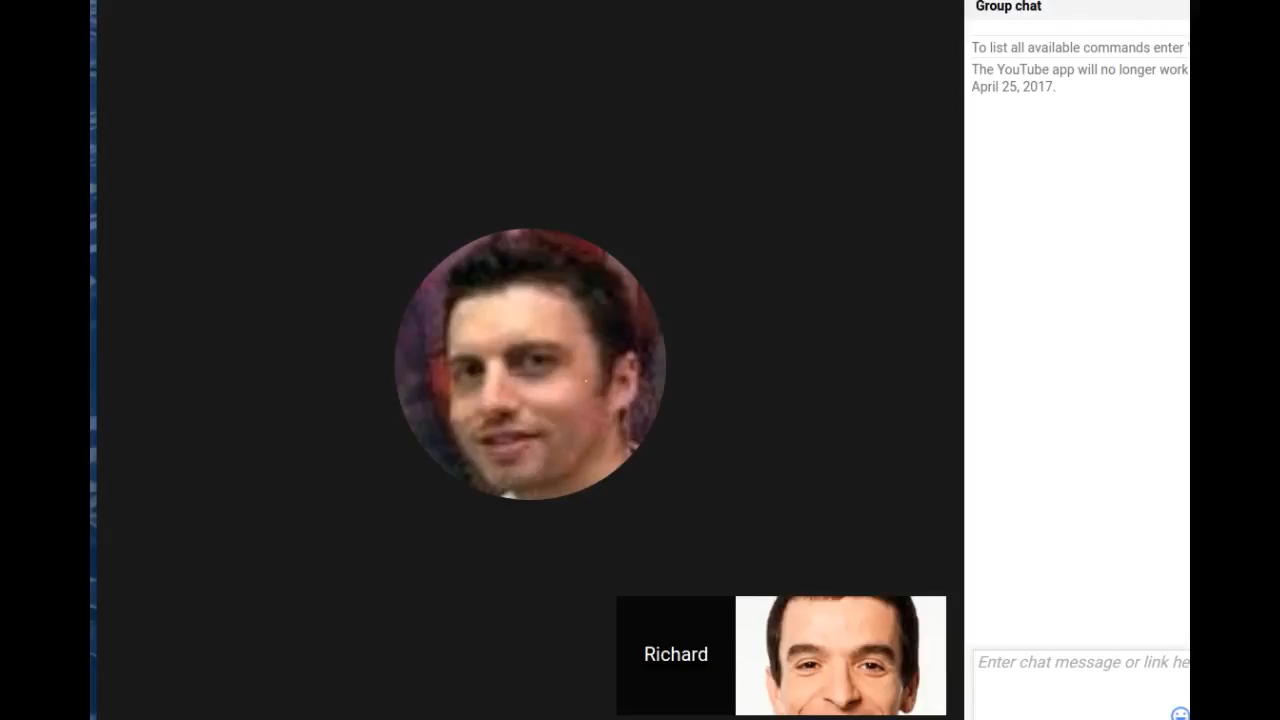 Group chat
To list all available commands enter '
The YouTube app will no longer work
April 25, 2017.
Richard
Enter chat message or link he